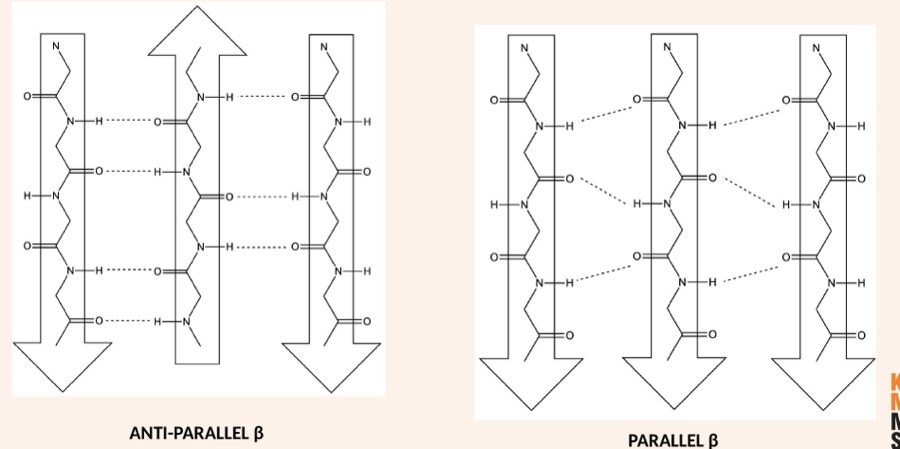 N N
O N H O
N H O N H
O H N O
H N O H N
O N H O
N H O N H
O H N O
ANTI-PARALLEL β
N N N
O O O
N H N H N H
O O O
H N H N H N
O O O
N H N H N H
O O O
PARALLEL β